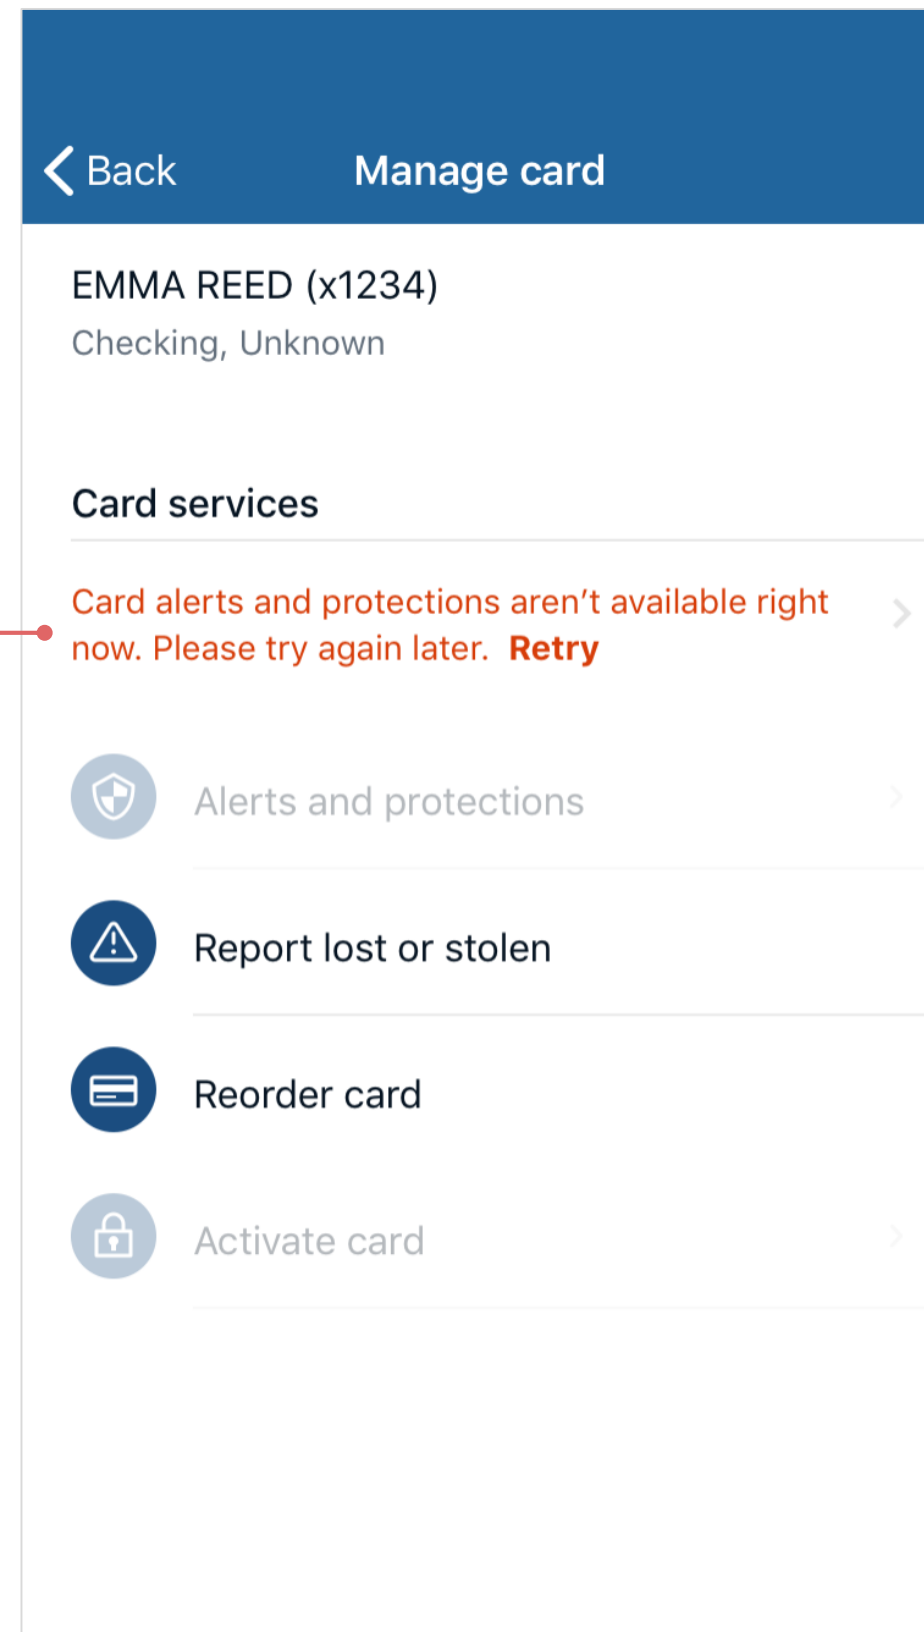 Back
Manage card
EMMA REED (x1234)
Checking, Unknown
Card services
Card alerts and protections aren’t available right
now. Please try again later. Retry
Alerts and protections
Report lost or stolen
Reorder card
Activate card